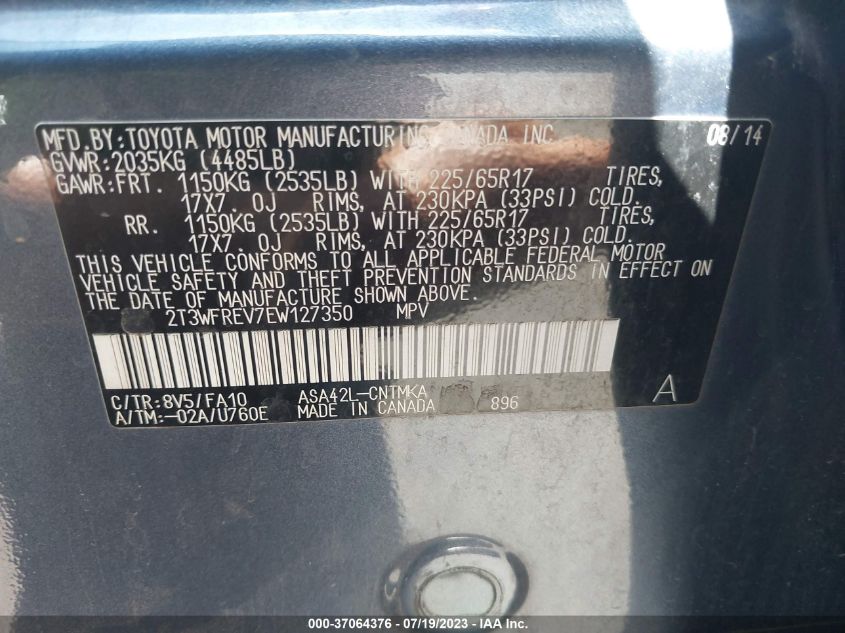 MFD.BY:TOYOTA MOTOR MANUFACTURING CANADA INC. 08/14
GVWR:2035KG (4485LB)
GAWR:FRT. 1150KG (2535LB) WITH 225/65R17 TIRES,
17X7.0J RIMS, AT 230KPA (33PSI) COLD.
RR. 1150KG (2535LB) WITH 225/65R17 TIRES,
17X7.0J RIMS, AT 230KPA (33PSI) COLD.
THIS VEHICLE CONFORMS TO ALL APPLICABLE FEDERAL MOTOR
VEHICLE SAFETY AND THEFT PREVENTION STANDARDS IN EFFECT ON
THE DATE OF MANUFACTURE SHOWN ABOVE.
2T3WFREV7EW127350 MPV
C/TR:8V5/FA10 ASA42L-CNTMKA A
A/TM:-02A/U760E MADE IN CANADA 896
000-37064376 / 07/19/2023 - IAA Inc.